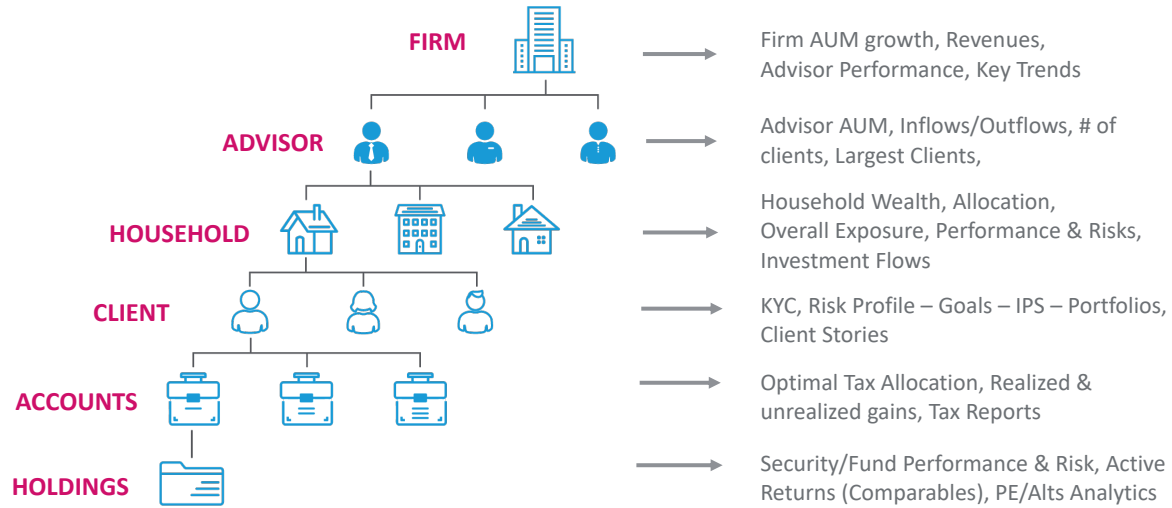 FIRM
Firm AUM growth, Revenues,
Advisor Performance, Key Trends
ADVISOR
Advisor AUM, Inflows/Outflows, # of
clients, Largest Clients,
HOUSEHOLD
Household Wealth, Allocation,
Overall Exposure, Performance & Risks,
Investment Flows
CLIENT
KYC, Risk Profile – Goals – IPS – Portfolios,
Client Stories
ACCOUNTS
Optimal Tax Allocation, Realized &
unrealized gains, Tax Reports
HOLDINGS
Security/Fund Performance & Risk, Active
Returns (Comparables), PE/Alts Analytics